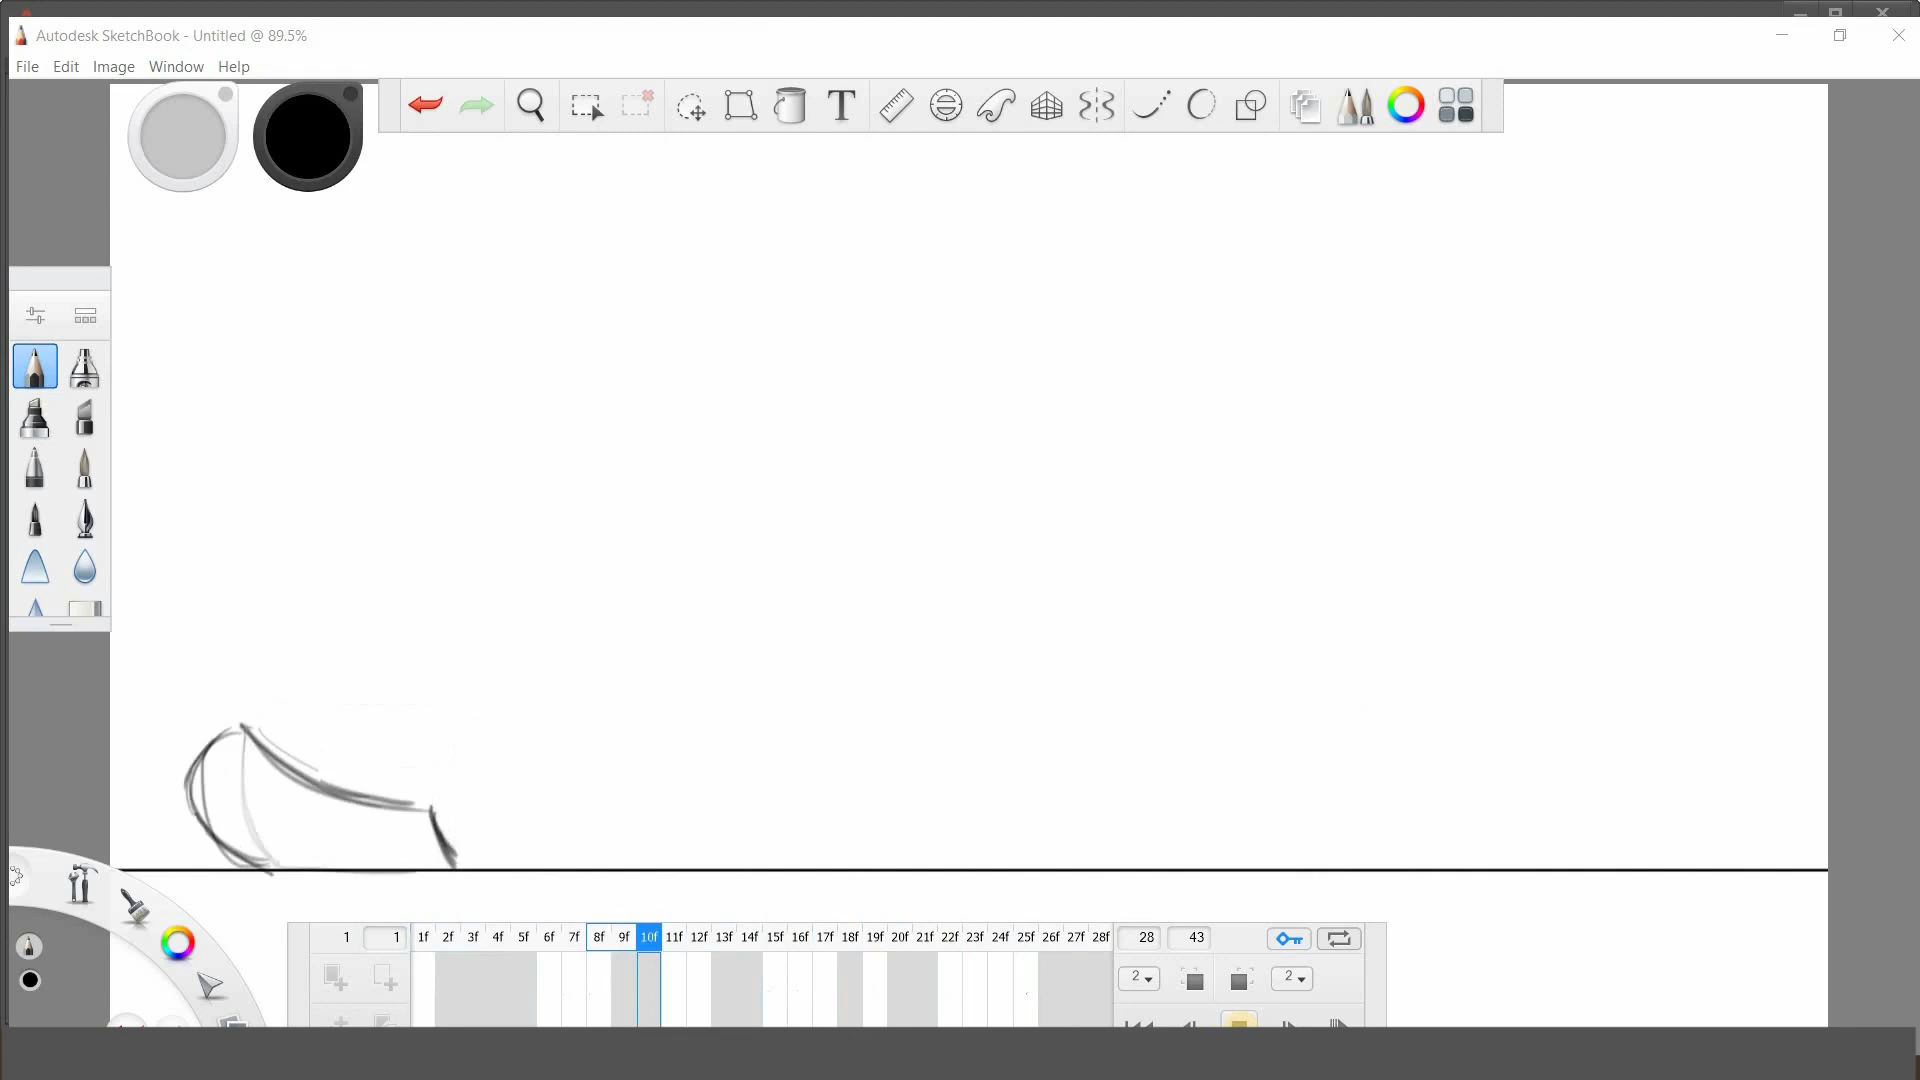 Autodesk SketchBook - Untitled @ 89.5%
File Edit Image Window Help
T
1 1 1f 2f 3f 4f 5f 6f 7f 8f 9f 10f 11f 12f 13f 14f 15f 16f 17f 18f 19f 20f 21f 22f 23f 24f 25f 26f 27f 28f 28 43
2 2